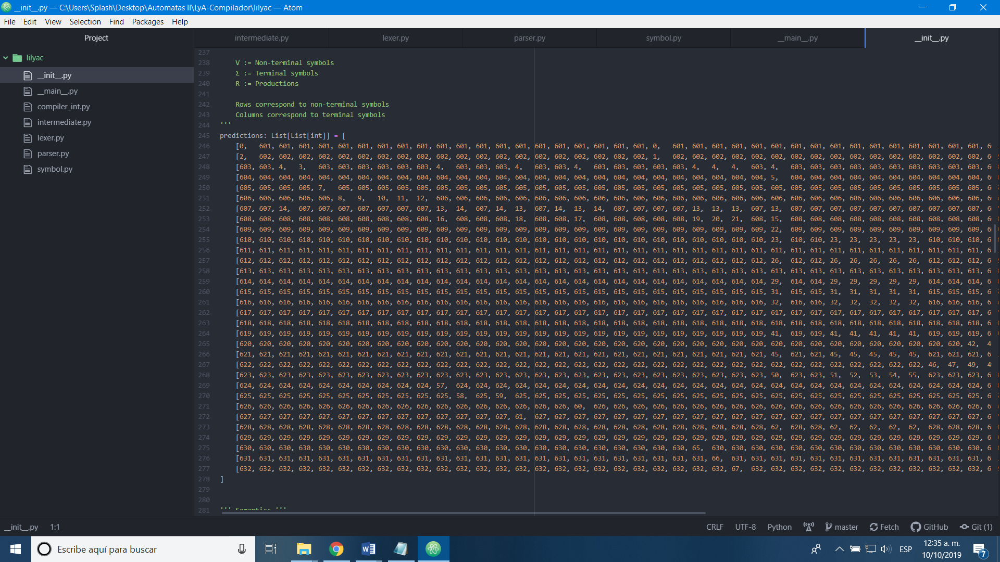 __init__.py — C:\Users\Splash\Desktop\Automatas II\LyA-Compilador\lilyac — Atom
File Edit View Selection Find Packages Help
Project
intermediate.py lexer.py parser.py symbol.py __main__.py __init__.py
lilyac
__init__.py
__main__.py
compiler_int.py
intermediate.py
lexer.py
parser.py
symbol.py
237
238 V := Non-terminal symbols
239 Σ := Terminal symbols
240 R := Productions
241
242 Rows correspond to non-terminal symbols
243 Columns correspond to terminal symbols
244 '''
245 predictions: List[List[int]] = [
246 [0, 601, 601, 601, 601, 601, 601, 601, 601, 601, 601, 601, 601, 601, 601, 601, 601, 601, 601, 601, 601, 0, 601, 601, 601, 601, 601, 601, 601, 601, 601, 601, 601, 601, 601, 601, 601, 601, 6
247 [2, 602, 602, 602, 602, 602, 602, 602, 602, 602, 602, 602, 602, 602, 602, 602, 602, 602, 602, 602, 602, 1, 602, 602, 602, 602, 602, 602, 602, 602, 602, 602, 602, 602, 602, 602, 602, 602, 6
248 [603, 603, 4, 3, 603, 603, 603, 603, 603, 603, 4, 603, 603, 603, 4, 603, 603, 4, 603, 603, 603, 603, 603, 4, 4, 4, 603, 4, 603, 603, 603, 603, 603, 603, 603, 603, 603, 603, 6
249 [604, 604, 604, 604, 604, 604, 604, 604, 604, 604, 604, 604, 604, 604, 604, 604, 604, 604, 604, 604, 604, 604, 604, 604, 604, 604, 604, 5, 604, 604, 604, 604, 604, 604, 604, 604, 604, 604, 6
250 [605, 605, 605, 605, 7, 605, 605, 605, 605, 605, 605, 605, 605, 605, 605, 605, 605, 605, 605, 605, 605, 605, 605, 605, 605, 605, 605, 605, 605, 605, 605, 605, 605, 605, 605, 605, 605, 605, 6
251 [606, 606, 606, 606, 606, 8, 9, 10, 11, 12, 606, 606, 606, 606, 606, 606, 606, 606, 606, 606, 606, 606, 606, 606, 606, 606, 606, 606, 606, 606, 606, 606, 606, 606, 606, 606, 606, 606, 6
252 [607, 607, 14, 607, 607, 607, 607, 607, 607, 607, 13, 14, 607, 14, 13, 607, 14, 13, 14, 607, 607, 607, 607, 13, 13, 13, 607, 13, 607, 607, 607, 607, 607, 607, 607, 607, 607, 607, 6
253 [608, 608, 608, 608, 608, 608, 608, 608, 608, 608, 16, 608, 608, 608, 18, 608, 608, 17, 608, 608, 608, 608, 608, 19, 20, 21, 608, 15, 608, 608, 608, 608, 608, 608, 608, 608, 608, 608, 6
254 [609, 609, 609, 609, 609, 609, 609, 609, 609, 609, 609, 609, 609, 609, 609, 609, 609, 609, 609, 609, 609, 609, 609, 609, 609, 609, 609, 22, 609, 609, 609, 609, 609, 609, 609, 609, 609, 609, 6
255 [610, 610, 610, 610, 610, 610, 610, 610, 610, 610, 610, 610, 610, 610, 610, 610, 610, 610, 610, 610, 610, 610, 610, 610, 610, 610, 610, 23, 610, 610, 23, 23, 23, 23, 23, 610, 610, 610, 6
256 [611, 611, 611, 611, 611, 611, 611, 611, 611, 611, 611, 611, 611, 611, 611, 611, 611, 611, 611, 611, 611, 611, 611, 611, 611, 611, 611, 611, 611, 611, 611, 611, 611, 611, 611, 611, 611, 611, 6
257 [612, 612, 612, 612, 612, 612, 612, 612, 612, 612, 612, 612, 612, 612, 612, 612, 612, 612, 612, 612, 612, 612, 612, 612, 612, 612, 612, 26, 612, 612, 26, 26, 26, 26, 26, 612, 612, 612, 6
258 [613, 613, 613, 613, 613, 613, 613, 613, 613, 613, 613, 613, 613, 613, 613, 613, 613, 613, 613, 613, 613, 613, 613, 613, 613, 613, 613, 613, 613, 613, 613, 613, 613, 613, 613, 613, 613, 613, 6
259 [614, 614, 614, 614, 614, 614, 614, 614, 614, 614, 614, 614, 614, 614, 614, 614, 614, 614, 614, 614, 614, 614, 614, 614, 614, 614, 614, 29, 614, 614, 29, 29, 29, 29, 29, 614, 614, 614, 6
260 [615, 615, 615, 615, 615, 615, 615, 615, 615, 615, 615, 615, 615, 615, 615, 615, 615, 615, 615, 615, 615, 615, 615, 615, 615, 615, 615, 31, 615, 615, 31, 31, 31, 31, 31, 615, 615, 615, 6
261 [616, 616, 616, 616, 616, 616, 616, 616, 616, 616, 616, 616, 616, 616, 616, 616, 616, 616, 616, 616, 616, 616, 616, 616, 616, 616, 616, 32, 616, 616, 32, 32, 32, 32, 32, 616, 616, 616, 6
262 [617, 617, 617, 617, 617, 617, 617, 617, 617, 617, 617, 617, 617, 617, 617, 617, 617, 617, 617, 617, 617, 617, 617, 617, 617, 617, 617, 617, 617, 617, 617, 617, 617, 617, 617, 617, 617, 617, 6
263 [618, 618, 618, 618, 618, 618, 618, 618, 618, 618, 618, 618, 618, 618, 618, 618, 618, 618, 618, 618, 618, 618, 618, 618, 618, 618, 618, 618, 618, 618, 618, 618, 618, 618, 618, 618, 618, 618, 6
264 [619, 619, 619, 619, 619, 619, 619, 619, 619, 619, 619, 619, 619, 619, 619, 619, 619, 619, 619, 619, 619, 619, 619, 619, 619, 619, 619, 41, 619, 619, 41, 41, 41, 41, 41, 619, 619, 619, 6
265 [620, 620, 620, 620, 620, 620, 620, 620, 620, 620, 620, 620, 620, 620, 620, 620, 620, 620, 620, 620, 620, 620, 620, 620, 620, 620, 620, 620, 620, 620, 620, 620, 620, 620, 620, 620, 620, 42, 4
266 [621, 621, 621, 621, 621, 621, 621, 621, 621, 621, 621, 621, 621, 621, 621, 621, 621, 621, 621, 621, 621, 621, 621, 621, 621, 621, 621, 45, 621, 621, 45, 45, 45, 45, 45, 621, 621, 621, 6
267 [622, 622, 622, 622, 622, 622, 622, 622, 622, 622, 622, 622, 622, 622, 622, 622, 622, 622, 622, 622, 622, 622, 622, 622, 622, 622, 622, 622, 622, 622, 622, 622, 622, 622, 622, 46, 47, 49, 4
268 [623, 623, 623, 623, 623, 623, 623, 623, 623, 623, 623, 623, 623, 623, 623, 623, 623, 623, 623, 623, 623, 623, 623, 623, 623, 623, 623, 50, 623, 623, 51, 52, 53, 54, 55, 623, 623, 623, 6
269 [624, 624, 624, 624, 624, 624, 624, 624, 624, 624, 57, 624, 624, 624, 624, 624, 624, 624, 624, 624, 624, 624, 624, 624, 624, 624, 624, 624, 624, 624, 624, 624, 624, 624, 624, 624, 624, 624, 6
270 [625, 625, 625, 625, 625, 625, 625, 625, 625, 625, 625, 58, 625, 59, 625, 625, 625, 625, 625, 625, 625, 625, 625, 625, 625, 625, 625, 625, 625, 625, 625, 625, 625, 625, 625, 625, 625, 625, 6
271 [626, 626, 626, 626, 626, 626, 626, 626, 626, 626, 626, 626, 626, 626, 626, 626, 626, 60, 626, 626, 626, 626, 626, 626, 626, 626, 626, 626, 626, 626, 626, 626, 626, 626, 626, 626, 626, 626, 6
272 [627, 627, 627, 627, 627, 627, 627, 627, 627, 627, 627, 627, 627, 627, 61, 627, 627, 627, 627, 627, 627, 627, 627, 627, 627, 627, 627, 627, 627, 627, 627, 627, 627, 627, 627, 627, 627, 627, 6
273 [628, 628, 628, 628, 628, 628, 628, 628, 628, 628, 628, 628, 628, 628, 628, 628, 628, 628, 628, 628, 628, 628, 628, 628, 628, 628, 628, 62, 628, 628, 62, 62, 62, 62, 62, 628, 628, 628, 6
274 [629, 629, 629, 629, 629, 629, 629, 629, 629, 629, 629, 629, 629, 629, 629, 629, 629, 629, 629, 629, 629, 629, 629, 629, 629, 629, 629, 629, 629, 629, 629, 629, 629, 629, 629, 629, 629, 629, 6
275 [630, 630, 630, 630, 630, 630, 630, 630, 630, 630, 630, 630, 630, 630, 630, 630, 630, 630, 630, 630, 630, 630, 630, 65, 630, 630, 630, 630, 630, 630, 630, 630, 630, 630, 630, 630, 630, 630, 6
276 [631, 631, 631, 631, 631, 631, 631, 631, 631, 631, 631, 631, 631, 631, 631, 631, 631, 631, 631, 631, 631, 631, 631, 631, 66, 631, 631, 631, 631, 631, 631, 631, 631, 631, 631, 631, 631, 631, 6
277 [632, 632, 632, 632, 632, 632, 632, 632, 632, 632, 632, 632, 632, 632, 632, 632, 632, 632, 632, 632, 632, 632, 632, 632, 632, 67, 632, 632, 632, 632, 632, 632, 632, 632, 632, 632, 632, 632, 6
278 ]
279
280
281 ''' Semantics '''
__init__.py 1:1 CRLF UTF-8 Python master Fetch GitHub Git (1)
Escribe aquí para buscar
ESP
12:35 a. m.
10/10/2019
7